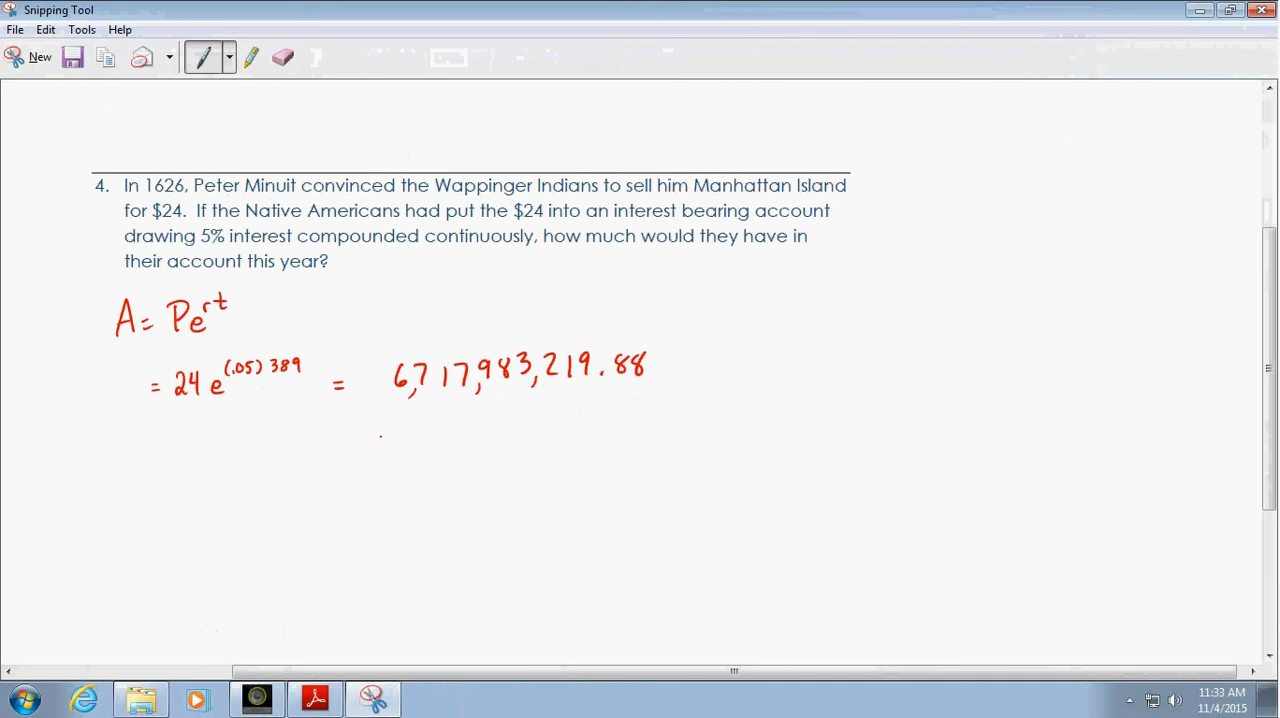 Snipping Tool
File Edit Tools Help
New
4. In 1626, Peter Minuit convinced the Wappinger Indians to sell him Manhattan Island
for $24. If the Native Americans had put the $24 into an interest bearing account
drawing 5% interest compounded continuously, how much would they have in
their account this year?
A = Pe^rt
= 24 e^(.05) 389 = 6,717,983,219.88
11:33 AM
11/4/2015